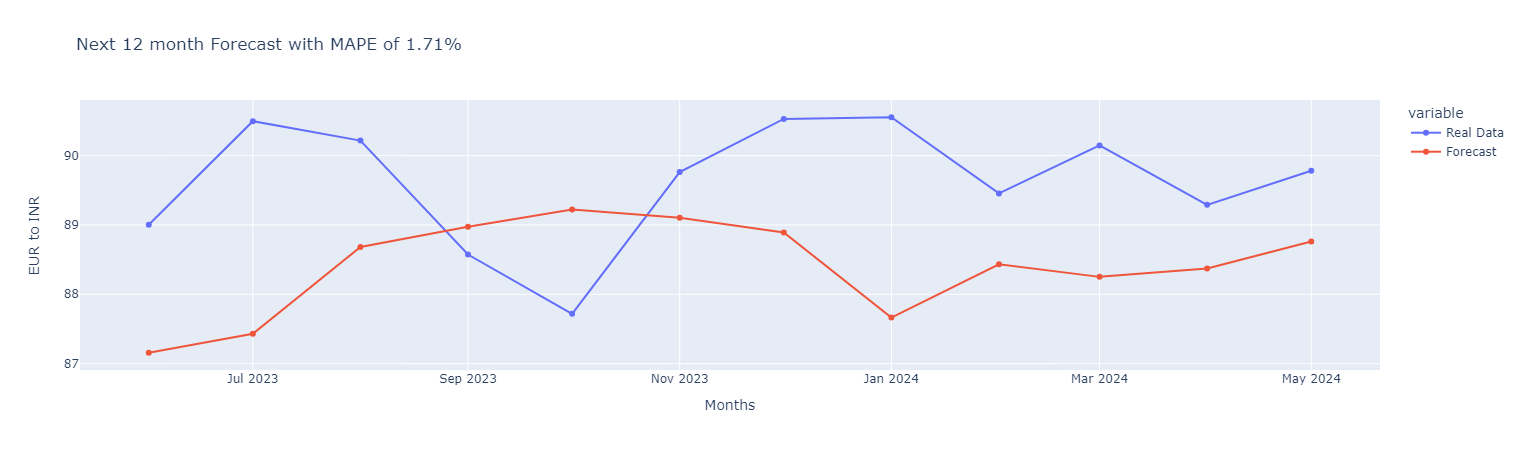 Next 12 month Forecast with MAPE of 1.71%
variable
Real Data
Forecast
EUR to INR
90
89
88
87
Jul 2023
Sep 2023
Nov 2023
Jan 2024
Mar 2024
May 2024
Months